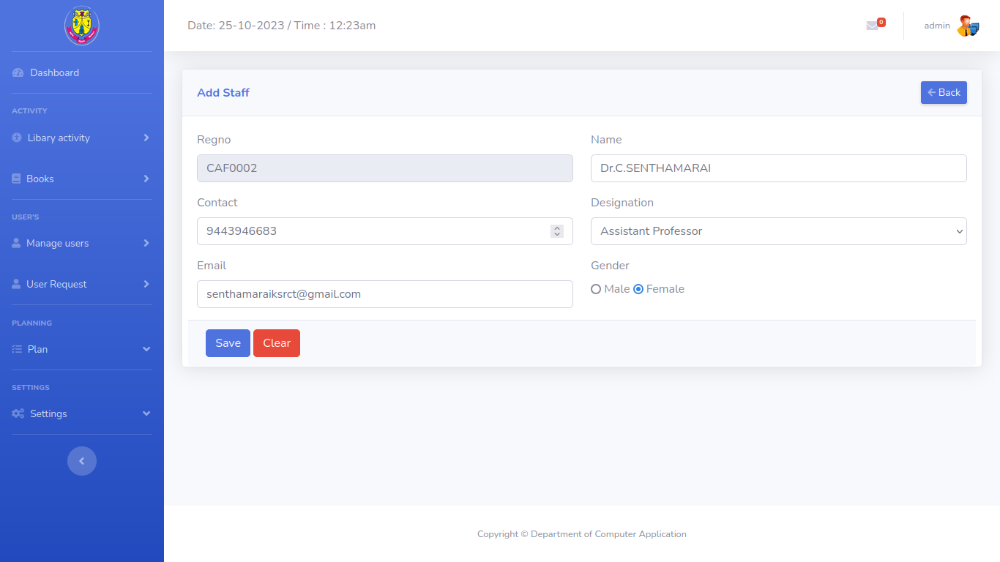 Date: 25-10-2023 / Time : 12:23am
0
admin
Dashboard
ACTIVITY
Libary activity
Books
USER'S
Manage users
User Request
PLANNING
Plan
SETTINGS
Settings
Add Staff
Back
Regno
Name
CAF0002
Dr.C.SENTHAMARAI
Contact
Designation
9443946683
Assistant Professor
Email
Gender
senthamaraiksrct@gmail.com
Male Female
Save Clear
Copyright © Department of Computer Application